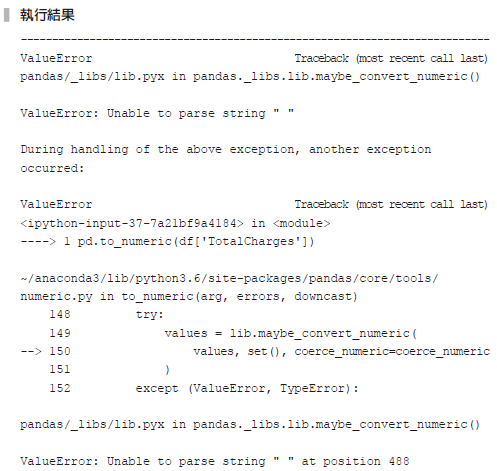 執行結果
---------------------------------------------------------------------------
ValueError                                Traceback (most recent call last)
pandas/_libs/lib.pyx in pandas._libs.lib.maybe_convert_numeric()
ValueError: Unable to parse string " "
During handling of the above exception, another exception
occurred:
ValueError                                Traceback (most recent call last)
<ipython-input-37-7a21bf9a4184> in <module>
----> 1 pd.to_numeric(df['TotalCharges'])
~/anaconda3/lib/python3.6/site-packages/pandas/core/tools/
numeric.py in to_numeric(arg, errors, downcast)
    148         try:
    149             values = lib.maybe_convert_numeric(
--> 150                 values, set(), coerce_numeric=coerce_numeric
    151             )
    152         except (ValueError, TypeError):
pandas/_libs/lib.pyx in pandas._libs.lib.maybe_convert_numeric()
ValueError: Unable to parse string " " at position 488